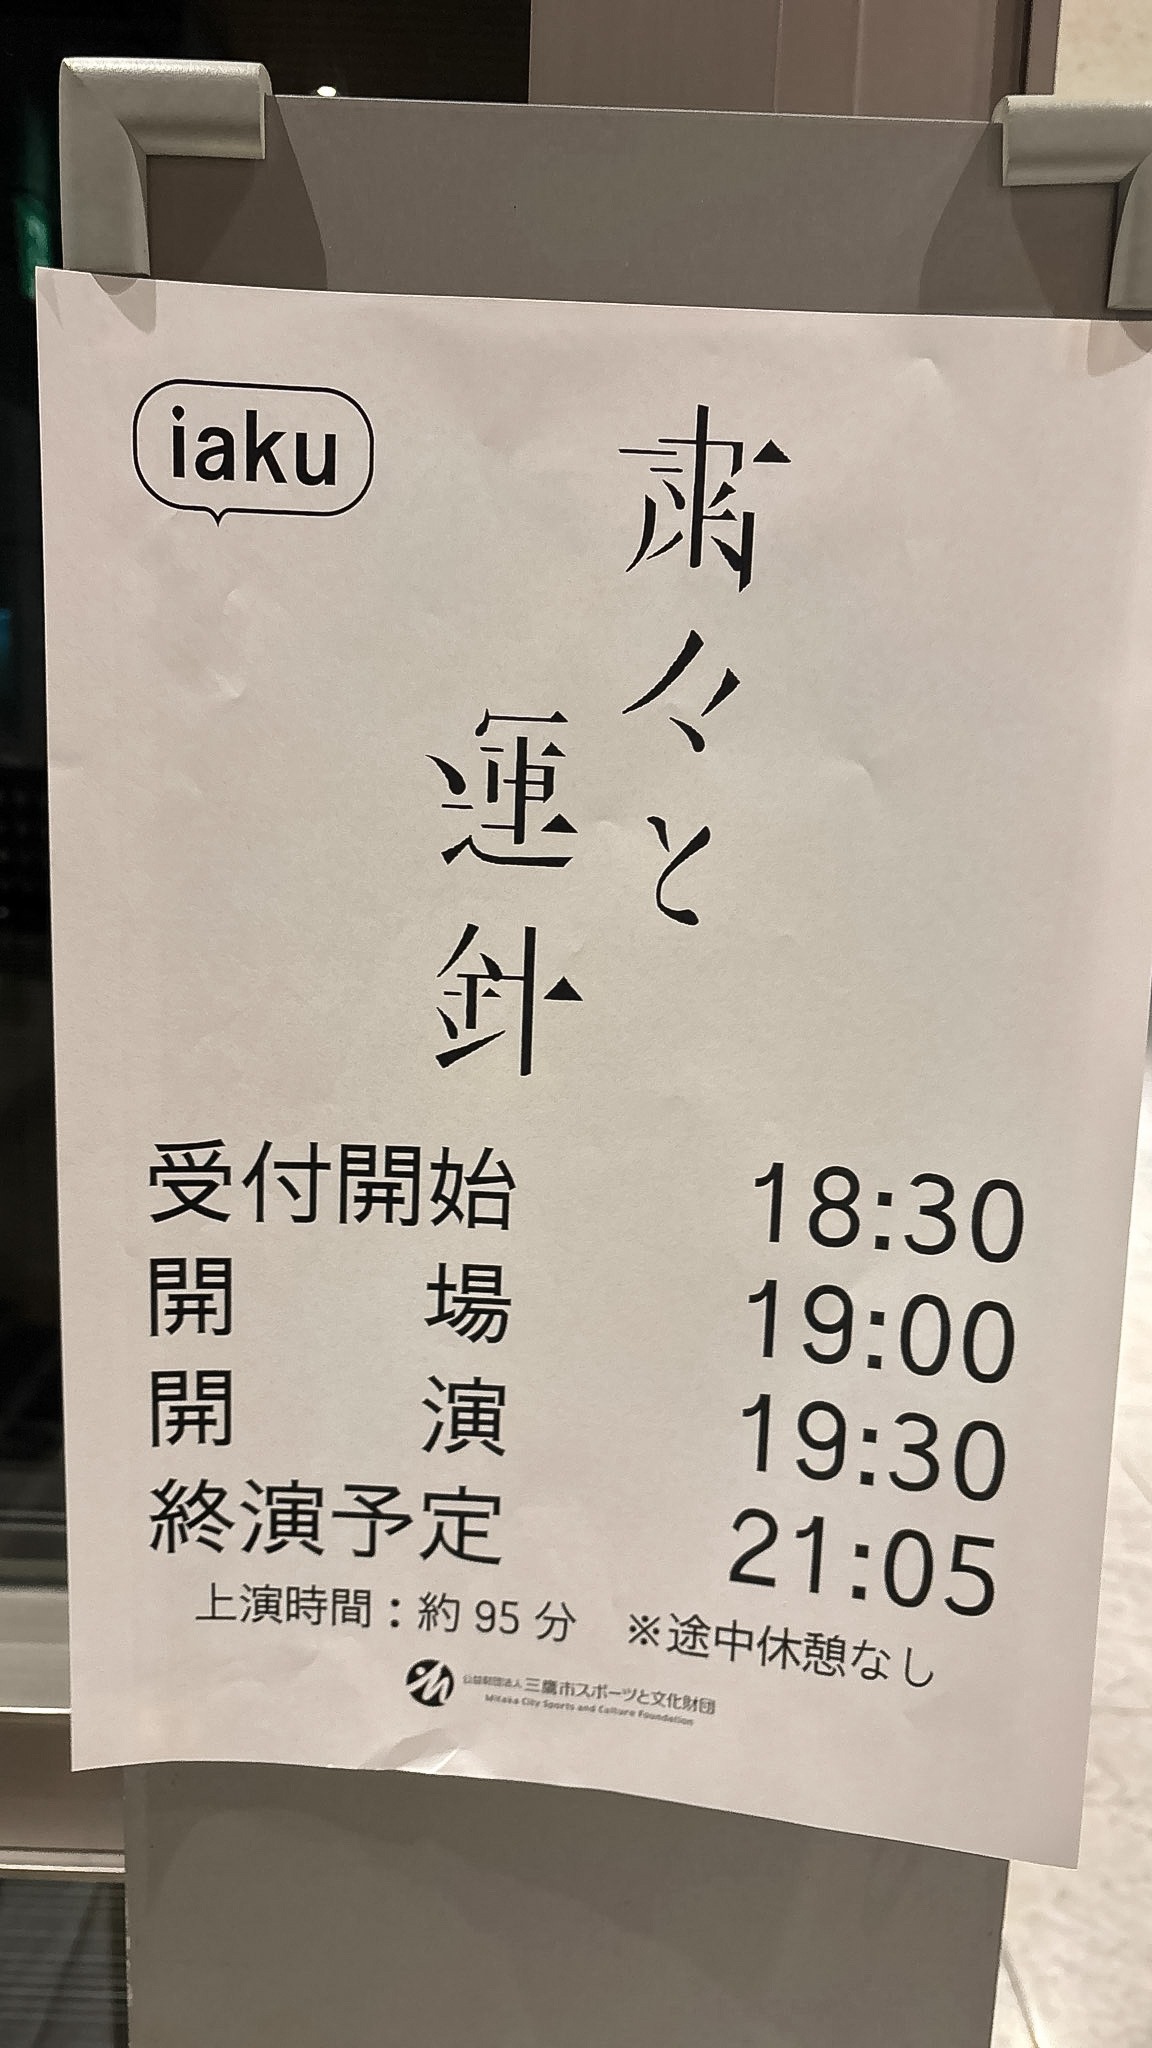 iaku
粛々と
運針
受付開始 18:30
開場 19:00
開演 19:30
終演予定 21:05
上演時間：約 95 分 ※途中休憩なし
公益財団法人 三鷹市スポーツと文化財団
Mitaka City Sports and Culture Foundation